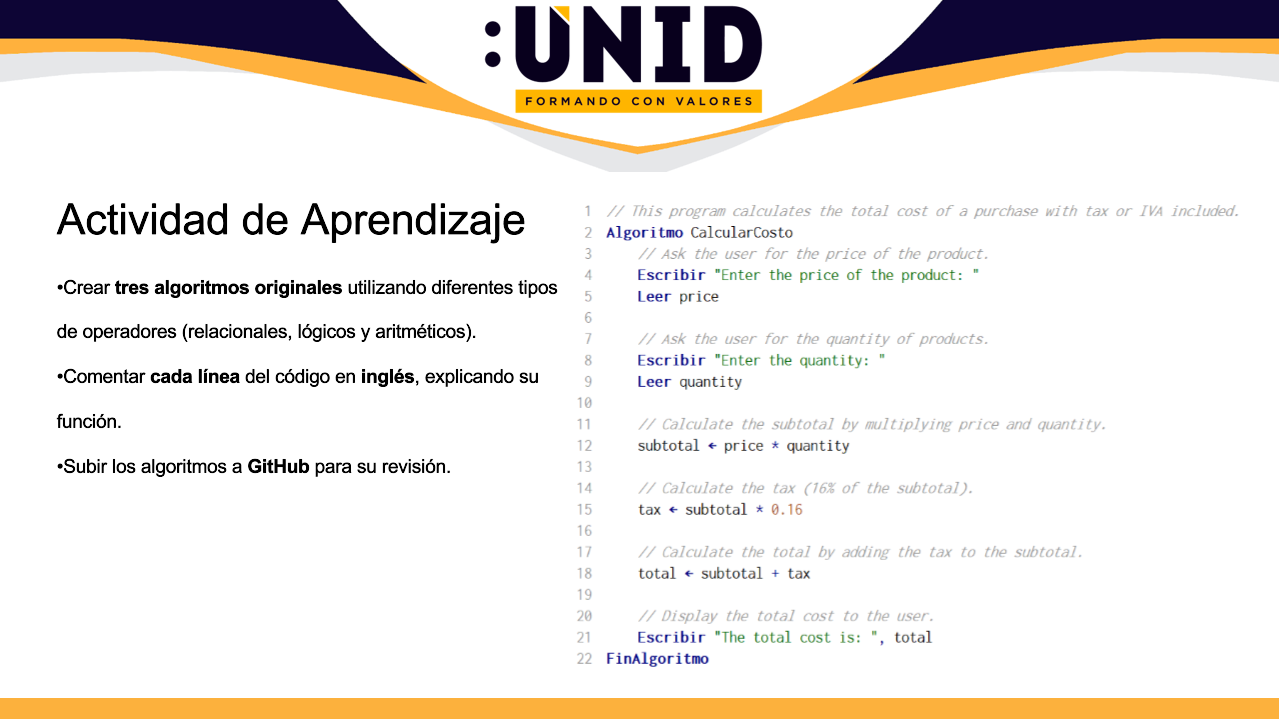 :UNID
FORMANDO CON VALORES
Actividad de Aprendizaje
•Crear tres algoritmos originales utilizando diferentes tipos
de operadores (relacionales, lógicos y aritméticos).
•Comentar cada línea del código en inglés, explicando su
función.
•Subir los algoritmos a GitHub para su revisión.
1 // This program calculates the total cost of a purchase with tax or IVA included.
2 Algoritmo CalcularCosto
3 // Ask the user for the price of the product.
4 Escribir "Enter the price of the product: "
5 Leer price
6
7 // Ask the user for the quantity of products.
8 Escribir "Enter the quantity: "
9 Leer quantity
10
11 // Calculate the subtotal by multiplying price and quantity.
12 subtotal ← price * quantity
13
14 // Calculate the tax (16% of the subtotal).
15 tax ← subtotal * 0.16
16
17 // Calculate the total by adding the tax to the subtotal.
18 total ← subtotal + tax
19
20 // Display the total cost to the user.
21 Escribir "The total cost is: ", total
22 FinAlgoritmo